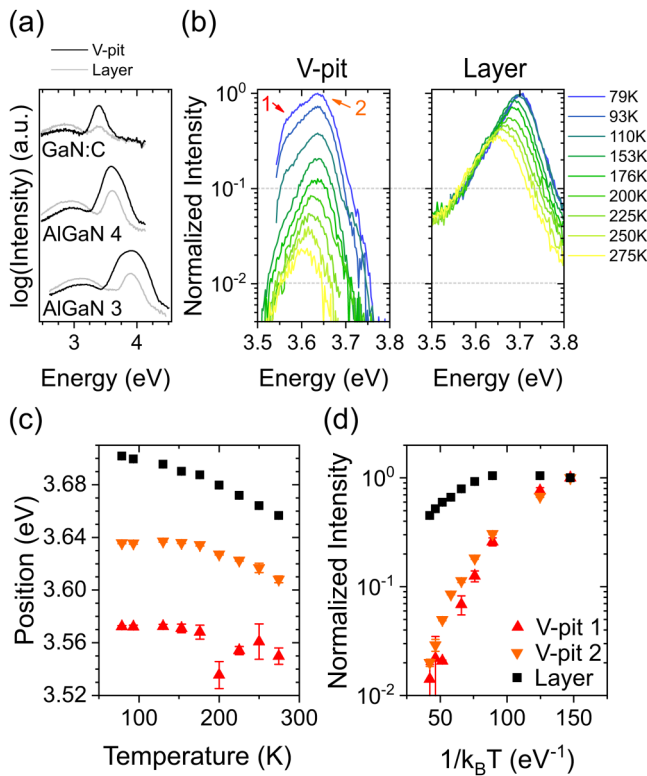 (a)
V-pit
Layer
log(Intensity) (a.u.)
GaN:C
AlGaN 4
AlGaN 3
3
4
Energy (eV)
(b)
V-pit
Layer
Normalized Intensity
10⁰
10⁻¹
10⁻²
1
2
3.5
3.6
3.7
3.8
Energy (eV)
3.5
3.6
3.7
3.8
Energy (eV)
79K
93K
110K
153K
176K
200K
225K
250K
275K
(c)
Position (eV)
3.68
3.64
3.60
3.56
3.52
100
150
200
250
300
Temperature (K)
(d)
Normalized Intensity
10⁰
10⁻¹
10⁻²
V-pit 1
V-pit 2
Layer
50
100
150
1/k_BT (eV⁻¹)